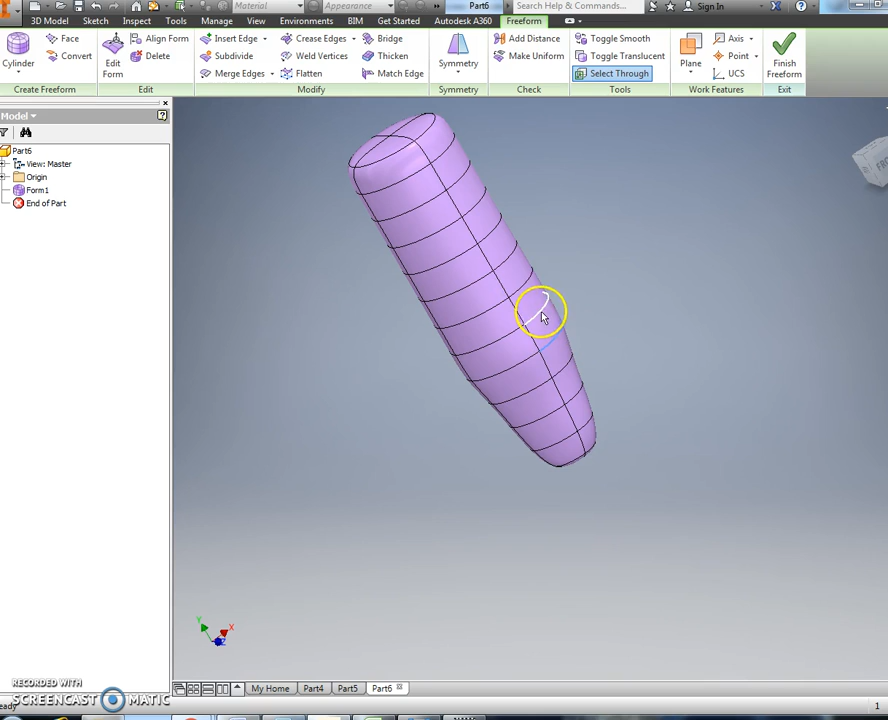 Material
Appearance
Part6
Search Help & Commands...
Sign In
3D Model
Sketch
Inspect
Tools
Manage
View
Environments
BIM
Get Started
Autodesk A360
Freeform
Cylinder
Face
Convert
Create Freeform
Edit Form
Align Form
Delete
Edit
Insert Edge
Subdivide
Merge Edges
Crease Edges
Weld Vertices
Flatten
Bridge
Thicken
Match Edge
Modify
Symmetry
Symmetry
Add Distance
Make Uniform
Check
Toggle Smooth
Toggle Translucent
Select Through
Tools
Plane
Axis
Point
UCS
Work Features
Finish Freeform
Exit
Model
Part6
View: Master
Origin
Form1
End of Part
Y
X
Z
RECORDED WITH
SCREENCAST MATIC
My Home
Part4
Part5
Part6
1